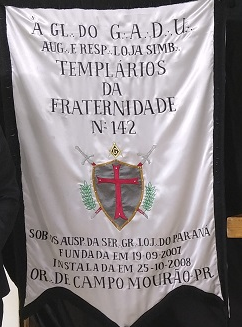 À GL∴ DO G∴A∴D∴U∴
AUG∴ E RESP∴ LOJA SIMB∴
TEMPLÁRIOS
DA
FRATERNIDADE
Nº 142
G
SOB OS AUSP. DA SER. GR. LOJ. DO PARANÁ
FUNDADA EM 19-09-2007
INSTALADA EM 25-10-2008
OR∴ DE CAMPO MOURÃO-PR